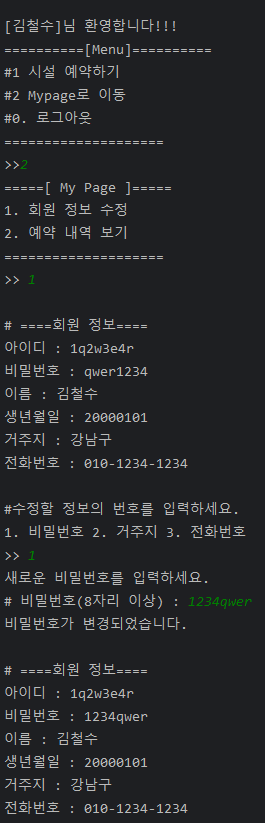 [김철수]님 환영합니다!!!
==========[Menu]==========
#1 시설 예약하기
#2 Mypage로 이동
#0. 로그아웃
====================
>>2
=====[ My Page ]=====
1. 회원 정보 수정
2. 예약 내역 보기
====================
>> 1
# ====회원 정보====
아이디 : 1q2w3e4r
비밀번호 : qwer1234
이름 : 김철수
생년월일 : 20000101
거주지 : 강남구
전화번호 : 010-1234-1234
#수정할 정보의 번호를 입력하세요.
1. 비밀번호 2. 거주지 3. 전화번호
>> 1
새로운 비밀번호를 입력하세요.
# 비밀번호(8자리 이상) : 1234qwer
비밀번호가 변경되었습니다.
# ====회원 정보====
아이디 : 1q2w3e4r
비밀번호 : 1234qwer
이름 : 김철수
생년월일 : 20000101
거주지 : 강남구
전화번호 : 010-1234-1234